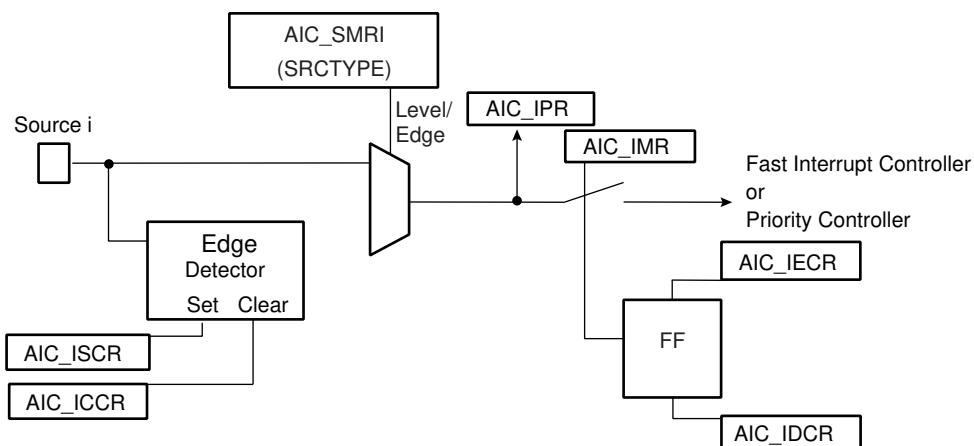 AIC_SMRI
(SRCTYPE)
Level/
Edge
Source i
AIC_IPR
AIC_IMR
Fast Interrupt Controller
or
Priority Controller
Edge
Detector
Set Clear
AIC_IECR
FF
AIC_ISCR
AIC_ICCR
AIC_IDCR